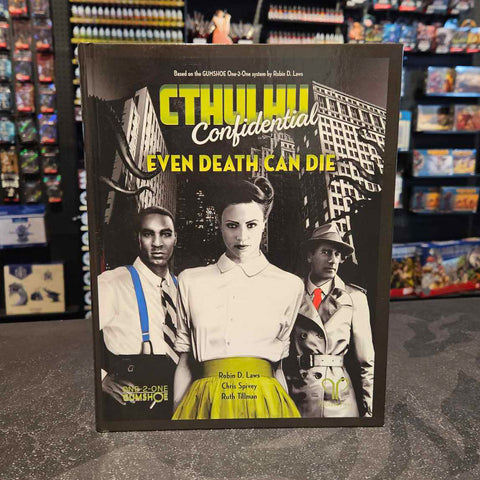 Based on the GUMSHOE One-2-One system by Robin D. Laws
CTHULHU
Confidential
EVEN DEATH CAN DIE
Robin D. Laws
Chris Spivey
Ruth Tillman
ONE-2-ONE
GUMSHOE